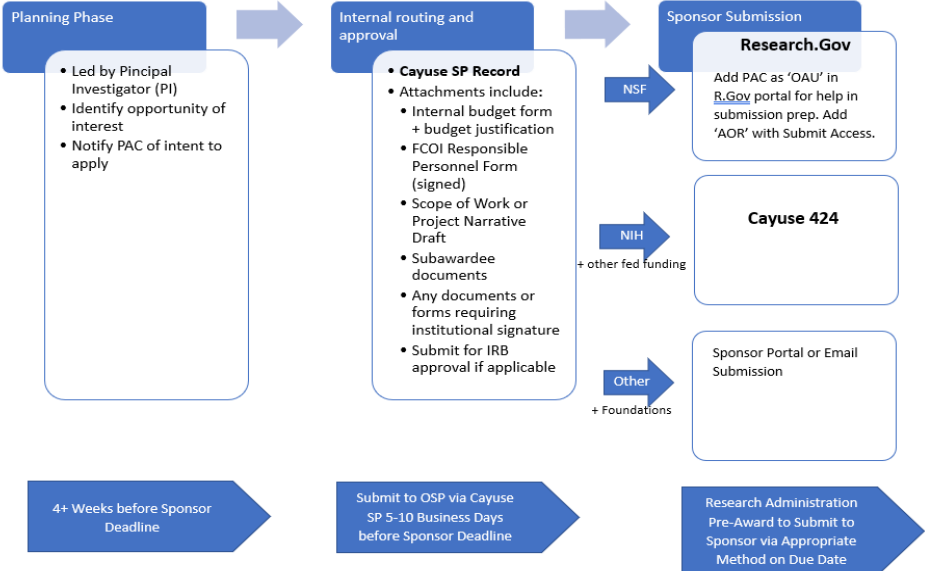 Planning Phase
• Led by Pincipal
Investigator (PI)
• Identify opportunity of
interest
• Notify PAC of intent to
apply
4+ Weeks before Sponsor
Deadline
Internal routing and
approval
• Cayuse SP Record
• Attachments include:
• Internal budget form
+ budget justification
• FCOI Responsible
Personnel Form
(signed)
• Scope of Work or
Project Narrative
Draft
• Subawardee
documents
• Any documents or
forms requiring
institutional signature
• Submit for IRB
approval if applicable
Submit to OSP via Cayuse
SP 5-10 Business Days
before Sponsor Deadline
Sponsor Submission
NSF
Research.Gov
Add PAC as ‘OAU’ in
R.Gov portal for help in
submission prep. Add
‘AOR’ with Submit Access.
NIH
+ other fed funding
Cayuse 424
Other
+ Foundations
Sponsor Portal or Email
Submission
Research Administration
Pre-Award to Submit to
Sponsor via Appropriate
Method on Due Date